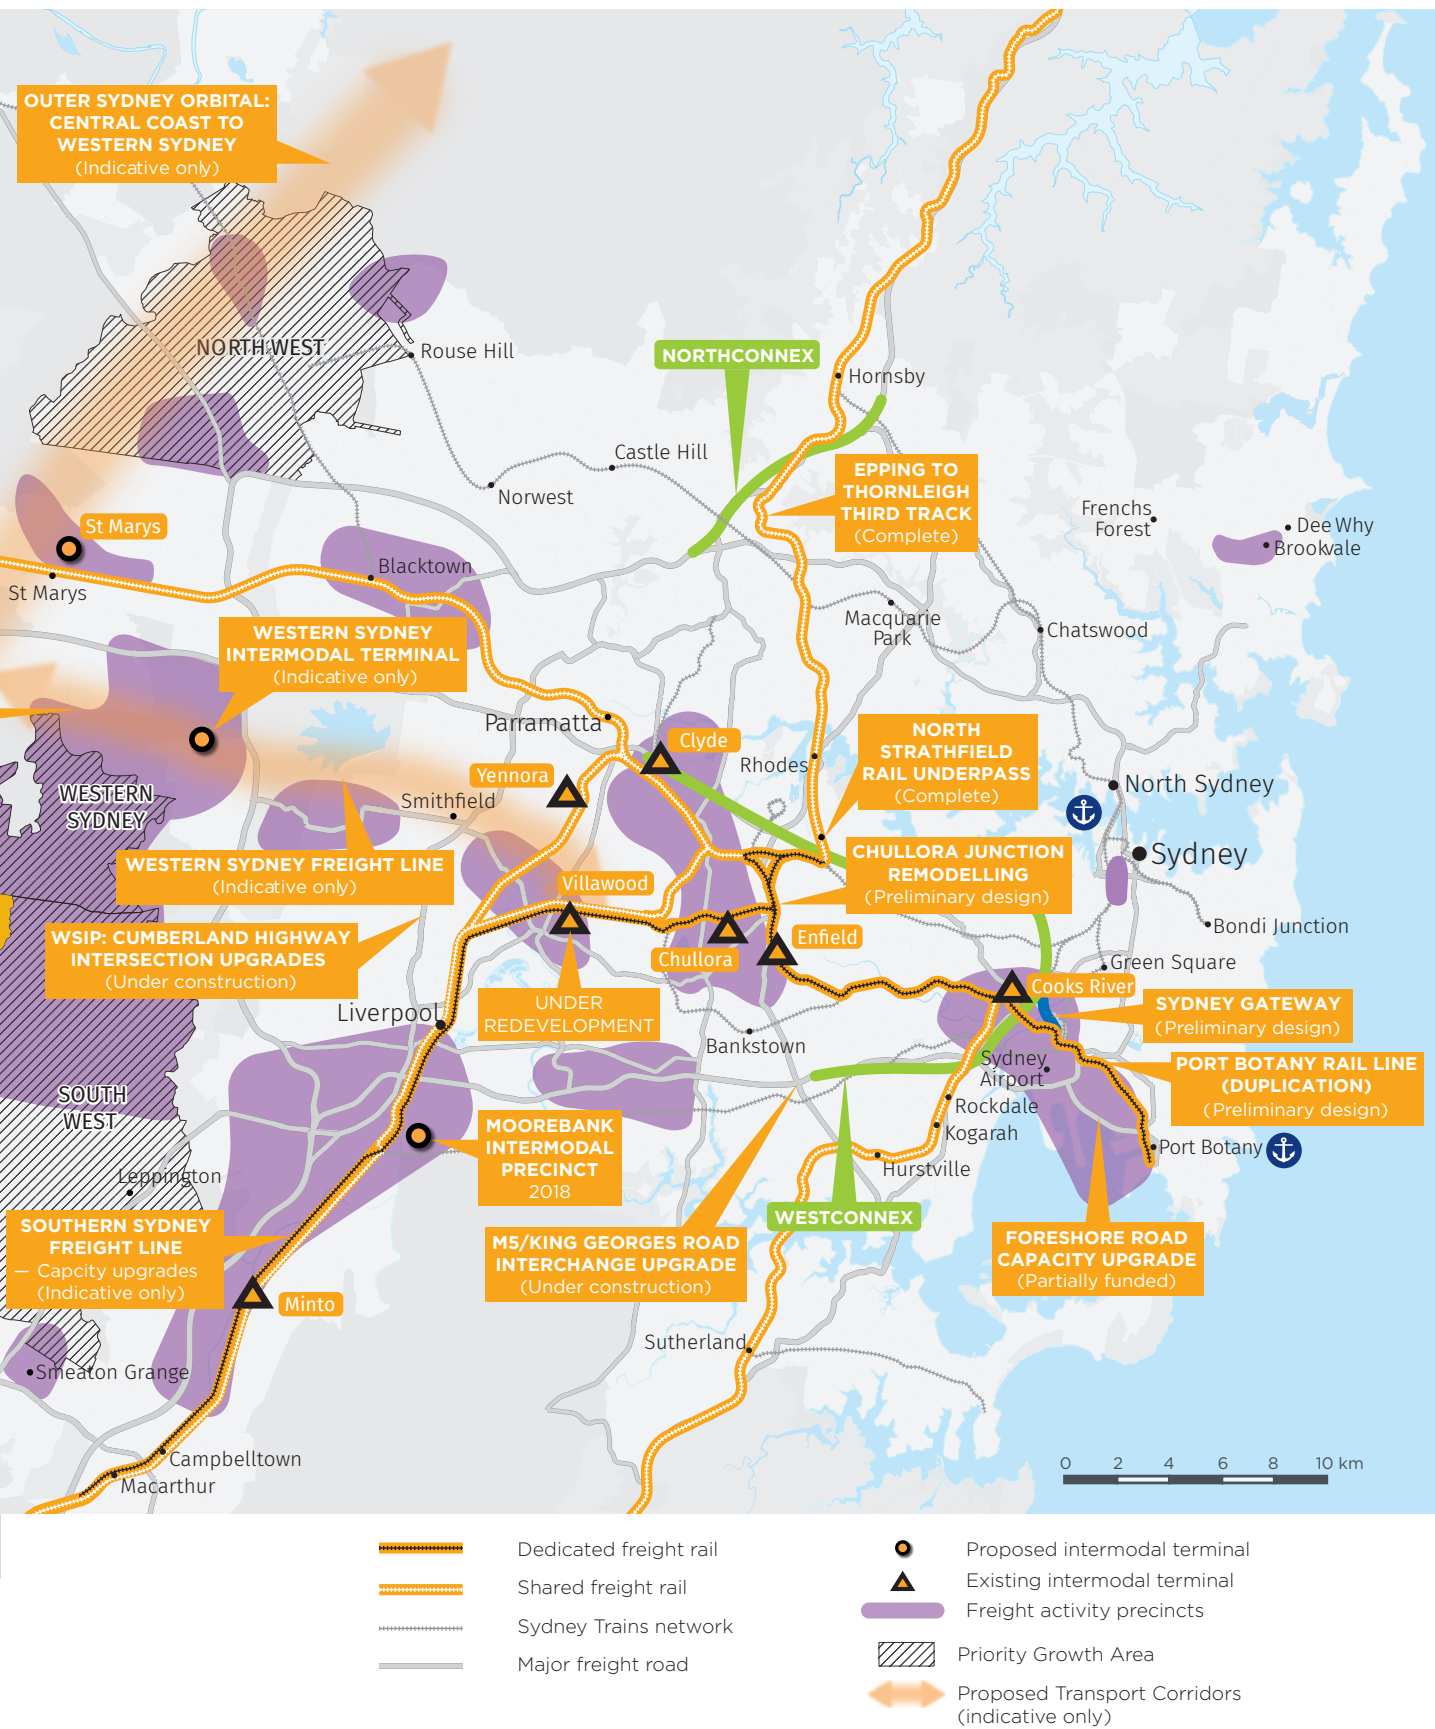 OUTER SYDNEY ORBITAL:
CENTRAL COAST TO
WESTERN SYDNEY
(Indicative only)
NORTH WEST
Rouse Hill
NORTHCONNEX
Hornsby
Castle Hill
Norwest
EPPING TO
THORNLEIGH
THIRD TRACK
(Complete)
Frenchs
Forest
Dee Why
Brookvale
St Marys
St Marys
Blacktown
Macquarie
Park
Chatswood
WESTERN SYDNEY
INTERMODAL TERMINAL
(Indicative only)
Parramatta
Clyde
Rhodes
NORTH
STRATHFIELD
RAIL UNDERPASS
(Complete)
North Sydney
Yennora
Smithfield
WESTERN
SYDNEY
Sydney
WESTERN SYDNEY FREIGHT LINE
(Indicative only)
Villawood
CHULLORA JUNCTION
REMODELLING
(Preliminary design)
Bondi Junction
WSIP: CUMBERLAND HIGHWAY
INTERSECTION UPGRADES
(Under construction)
Chullora
Enfield
Green Square
Cooks River
Liverpool
UNDER
REDEVELOPMENT
Bankstown
SYDNEY GATEWAY
(Preliminary design)
Sydney
Airport
PORT BOTANY RAIL LINE
(DUPLICATION)
(Preliminary design)
SOUTH
WEST
Rockdale
Kogarah
Port Botany
MOOREBANK
INTERMODAL
PRECINCT
2018
Hurstville
Leppington
WESTCONNEX
SOUTHERN SYDNEY
FREIGHT LINE
— Capcity upgrades
(Indicative only)
M5/KING GEORGES ROAD
INTERCHANGE UPGRADE
(Under construction)
FORESHORE ROAD
CAPACITY UPGRADE
(Partially funded)
Minto
Sutherland
Smeaton Grange
Campbelltown
Macarthur
0 2 4 6 8 10 km
Dedicated freight rail
Shared freight rail
Sydney Trains network
Major freight road
Proposed intermodal terminal
Existing intermodal terminal
Freight activity precincts
Priority Growth Area
Proposed Transport Corridors
(indicative only)